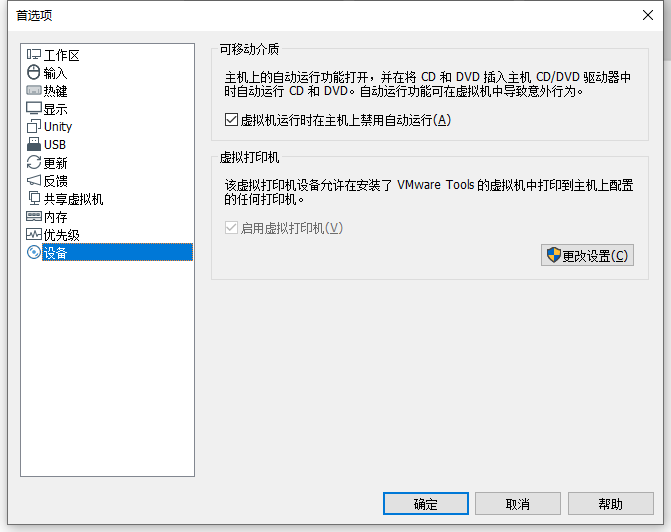 首选项
工作区
输入
热键
显示
Unity
USB
更新
反馈
共享虚拟机
内存
优先级
设备
可移动介质
主机上的自动运行功能打开，并在将 CD 和 DVD 插入主机 CD/DVD 驱动器中
时自动运行 CD 和 DVD。自动运行功能可在虚拟机中导致意外行为。
虚拟机运行时在主机上禁用自动运行(A)
虚拟打印机
该虚拟打印机设备允许在安装了 VMware Tools 的虚拟机中打印到主机上配置
的任何打印机。
启用虚拟打印机(V)
更改设置(C)
确定
取消
帮助